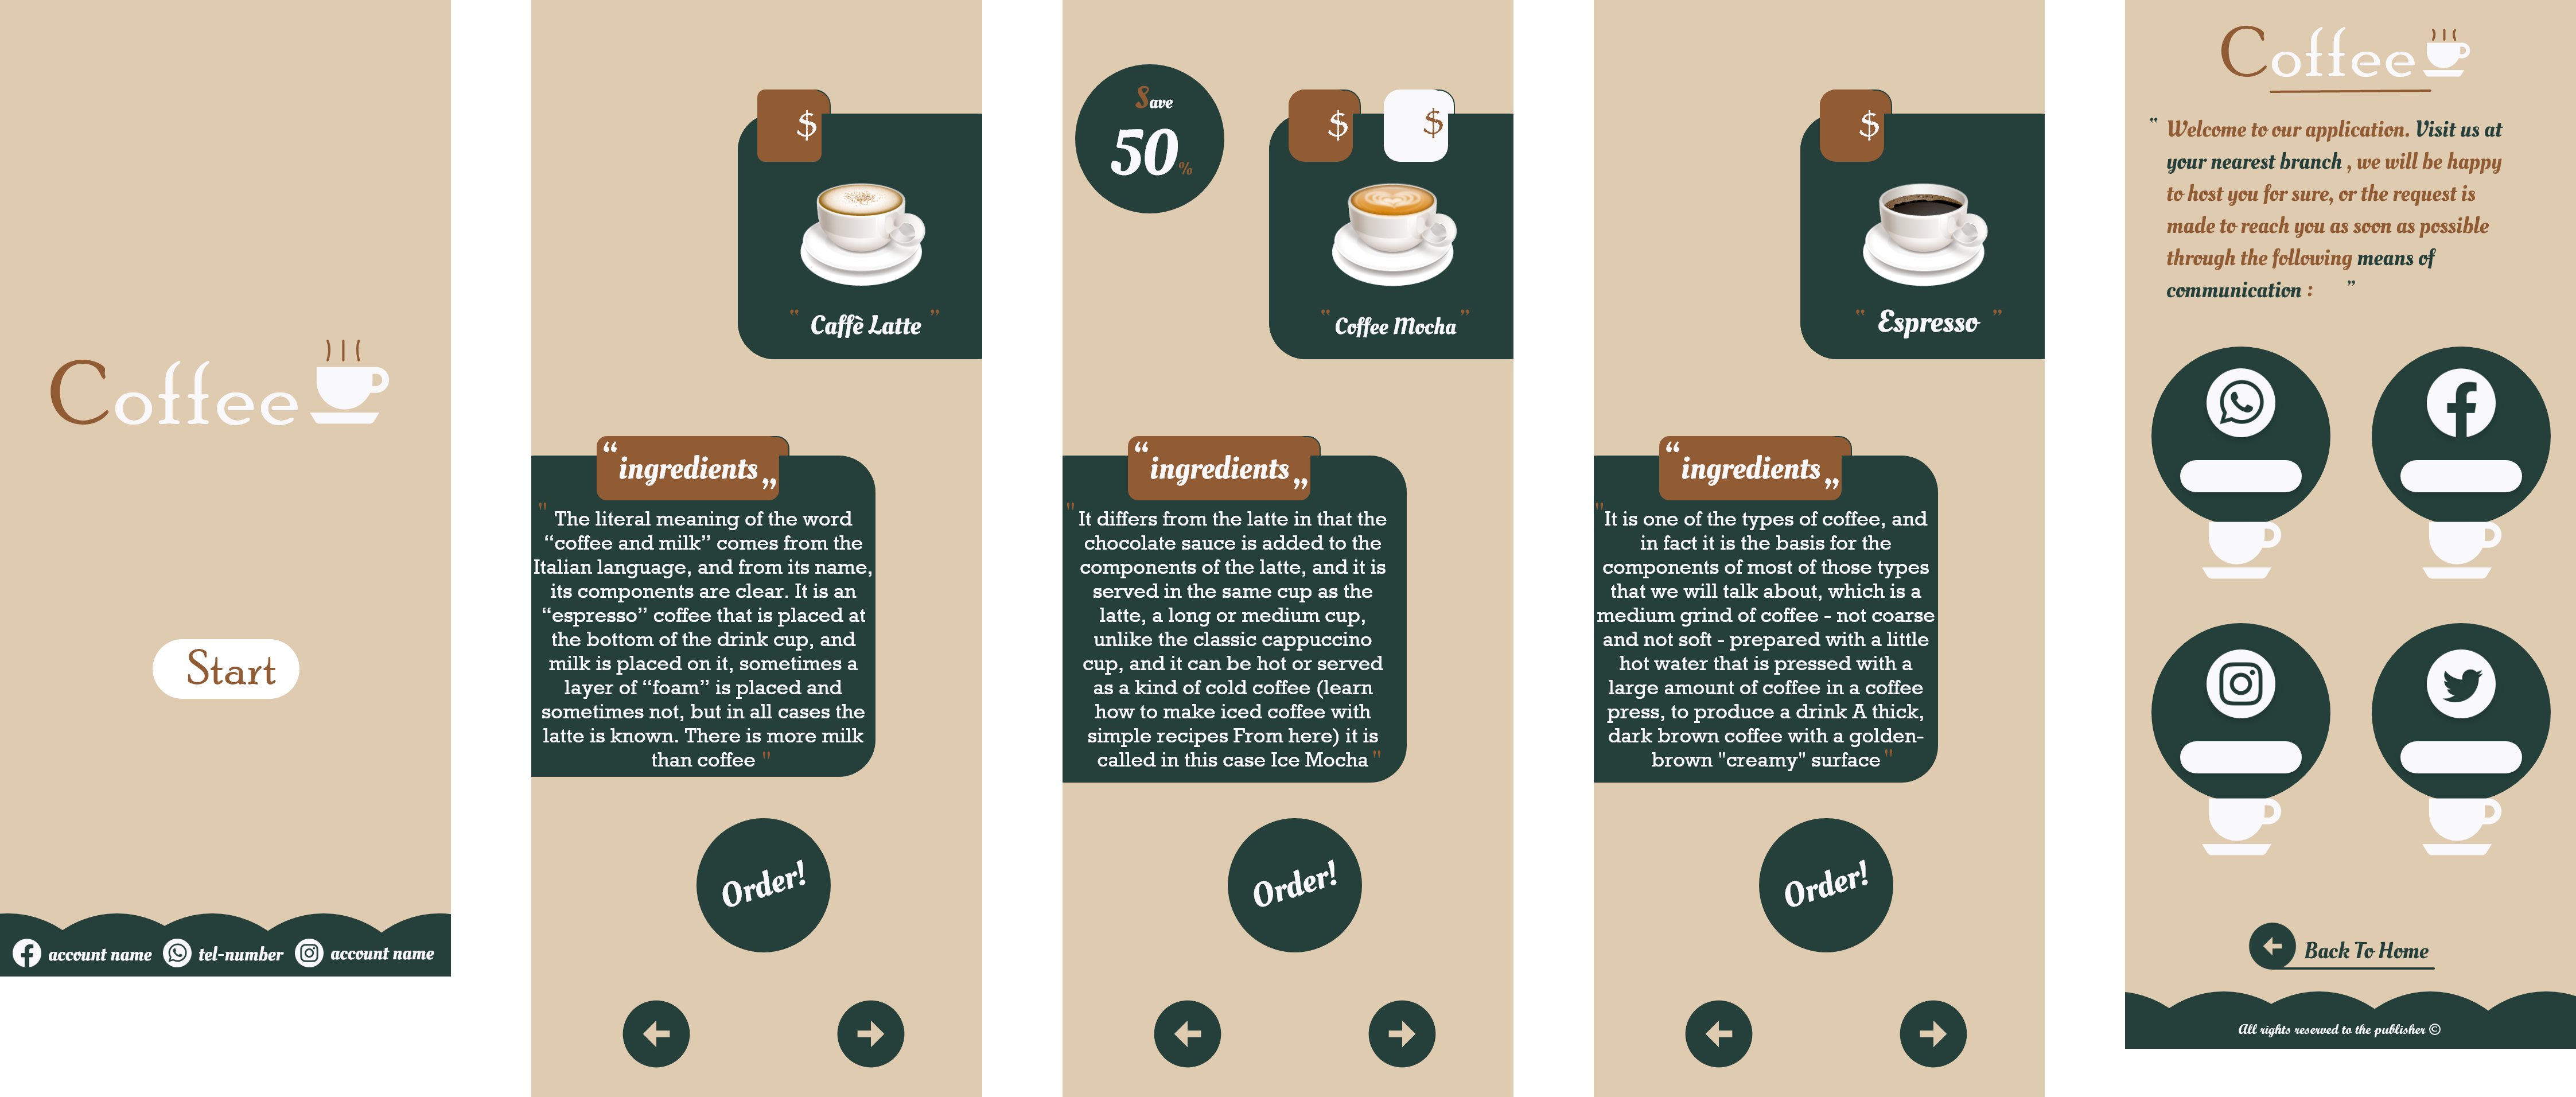 Coffee
Start
account name
tel-number
account name
$
" Caffè Latte "
“ingredients„
" The literal meaning of the word
“coffee and milk” comes from the
Italian language, and from its name,
its components are clear. It is an
“espresso” coffee that is placed at
the bottom of the drink cup, and
milk is placed on it, sometimes a
layer of “foam” is placed and
sometimes not, but in all cases the
latte is known. There is more milk
than coffee "
Order!
Save
50%
$
$
" Coffee Mocha "
“ingredients„
" It differs from the latte in that the
chocolate sauce is added to the
components of the latte, and it is
served in the same cup as the
latte, a long or medium cup,
unlike the classic cappuccino
cup, and it can be hot or served
as a kind of cold coffee (learn
how to make iced coffee with
simple recipes From here) it is
called in this case Ice Mocha "
Order!
$
" Espresso "
“ingredients„
" It is one of the types of coffee, and
in fact it is the basis for the
components of most of those types
that we will talk about, which is a
medium grind of coffee - not coarse
and not soft - prepared with a little
hot water that is pressed with a
large amount of coffee in a coffee
press, to produce a drink A thick,
dark brown coffee with a golden-
brown "creamy" surface "
Order!
Coffee
" Welcome to our application. Visit us at
your nearest branch , we will be happy
to host you for sure, or the request is
made to reach you as soon as possible
through the following means of
communication : "
Back To Home
All rights reserved to the publisher ©